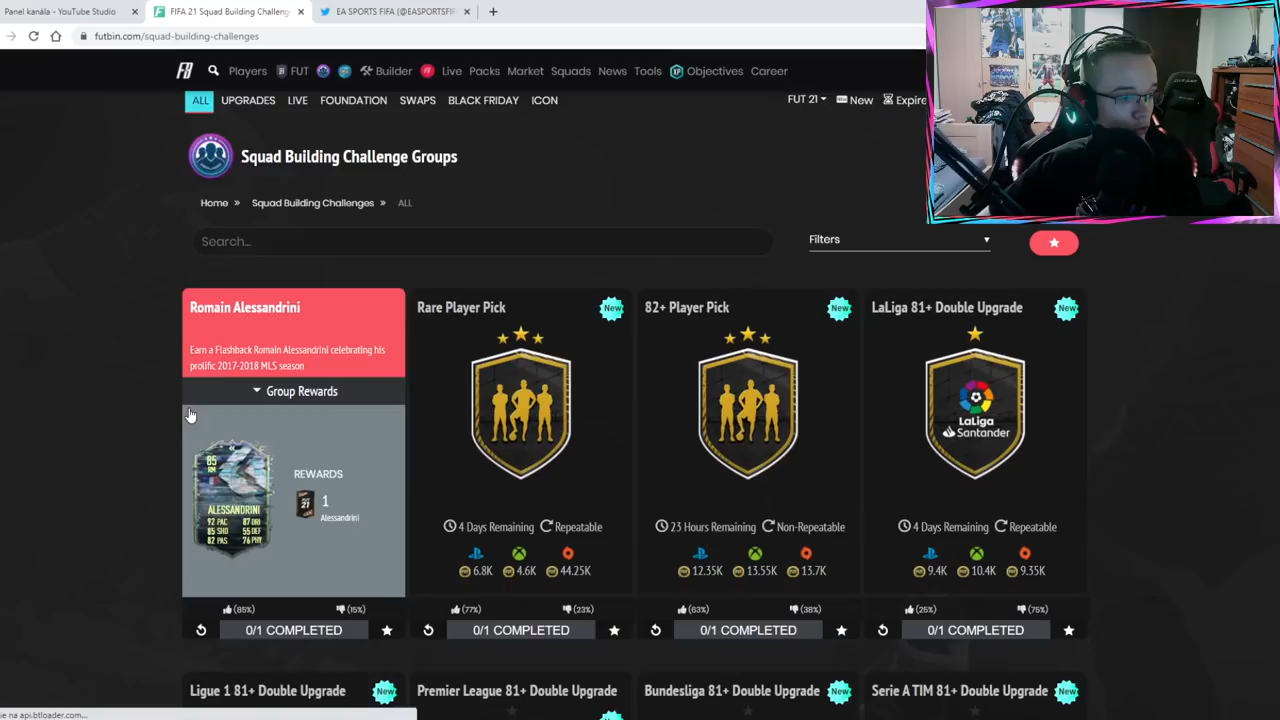 Panel kanála - YouTube Studio
FIFA 21 Squad Building Challeng
EA SPORTS FIFA (@EASPORTSFIF
futbin.com/squad-building-challenges
Players FUT Builder Live Packs Market Squads News Tools Objectives Career
ALL UPGRADES LIVE FOUNDATION SWAPS BLACK FRIDAY ICON FUT 21 New Expire
Squad Building Challenge Groups
Home » Squad Building Challenges » ALL
Search... Filters
Romain Alessandrini
Earn a Flashback Romain Alessandrini celebrating his
prolific 2017-2018 MLS season
Group Rewards
85
RM
ALESSANDRINI
92 PAC 87 DRI
85 SHO 55 DEF
82 PAS 76 PHY
REWARDS
1
Alessandrini
(85%) (15%)
0/1 COMPLETED
Rare Player Pick New
4 Days Remaining Repeatable
6.8K 4.6K 44.25K
(77%) (23%)
0/1 COMPLETED
82+ Player Pick New
23 Hours Remaining Non-Repeatable
12.35K 13.55K 13.7K
(63%) (38%)
0/1 COMPLETED
LaLiga 81+ Double Upgrade New
LaLiga
Santander
4 Days Remaining Repeatable
9.4K 10.4K 9.35K
(25%) (75%)
0/1 COMPLETED
Ligue 1 81+ Double Upgrade New
Premier League 81+ Double Upgrade
Bundesliga 81+ Double Upgrade New
Serie A TIM 81+ Double Upgrade New
ie na api.btloader.com...